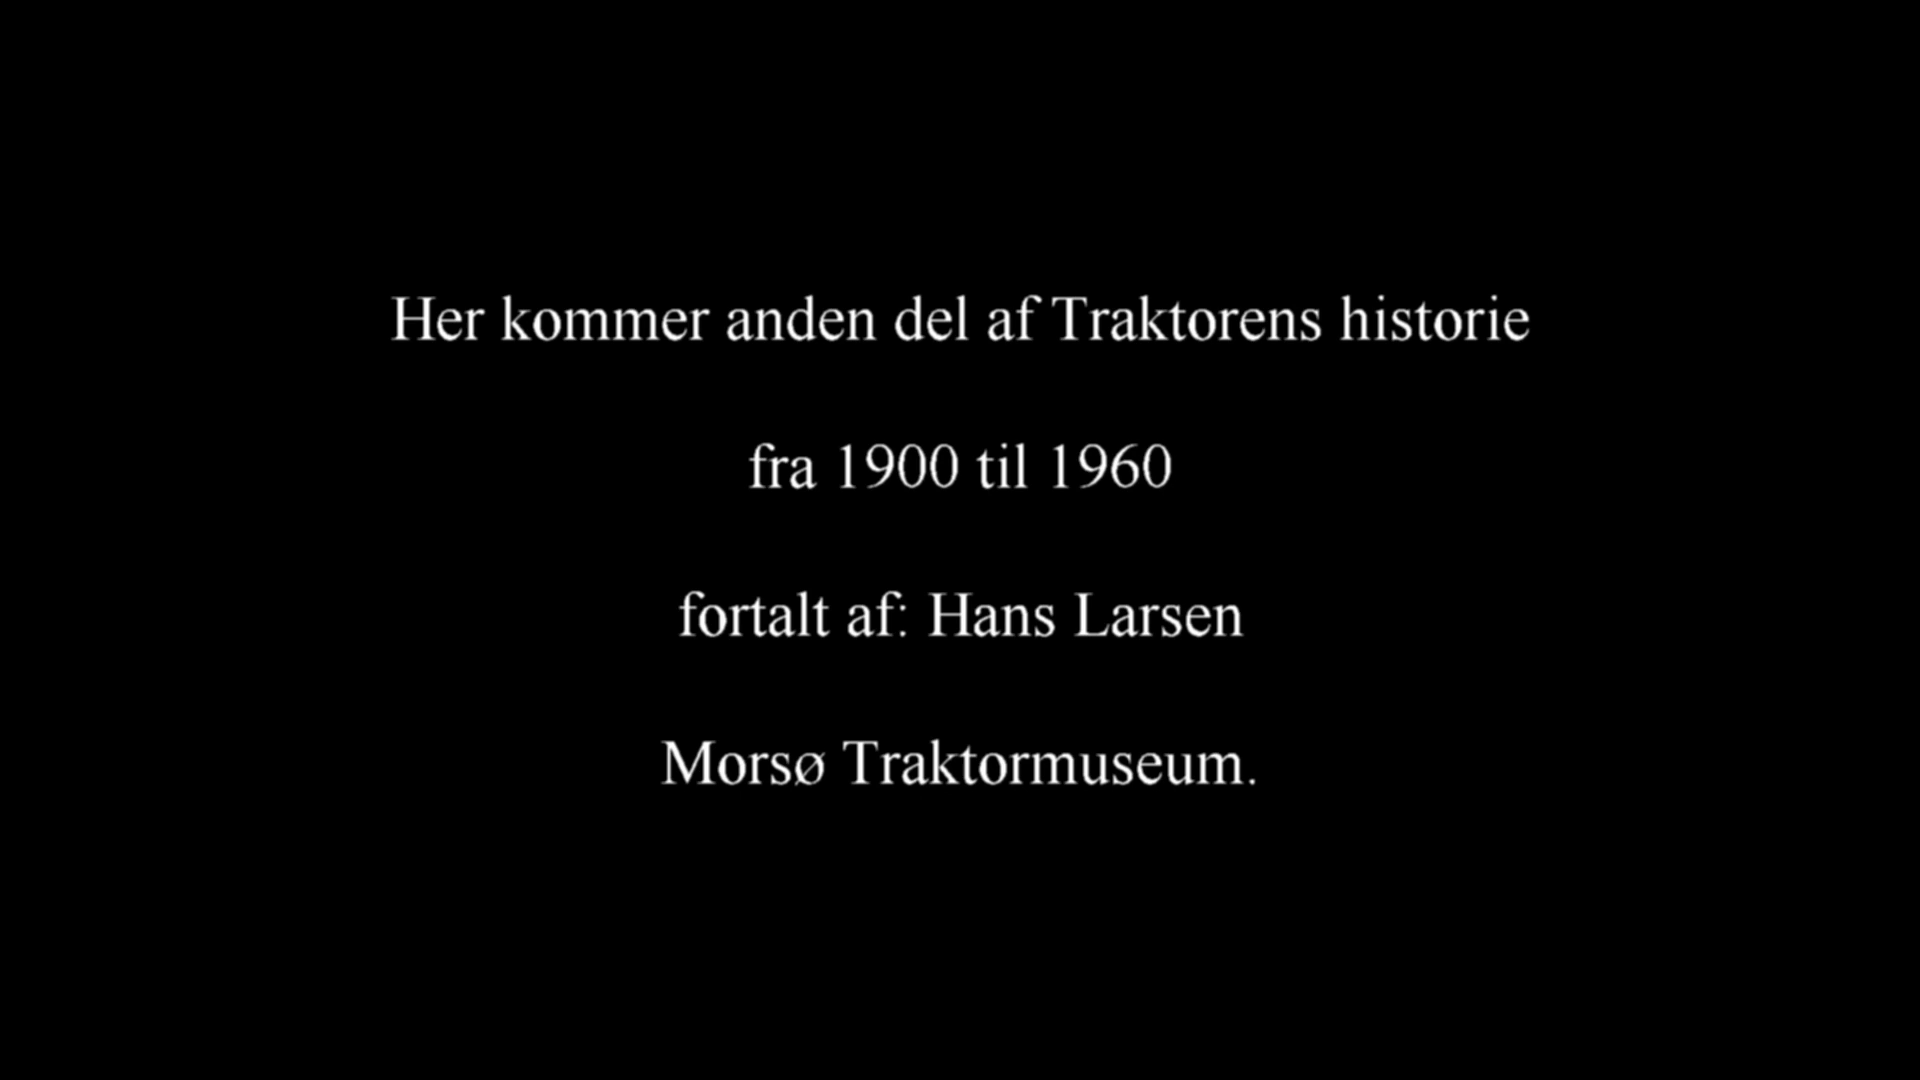 Her kommer anden del af Traktorens historie
fra 1900 til 1960
fortalt af: Hans Larsen
Morsø Traktormuseum.